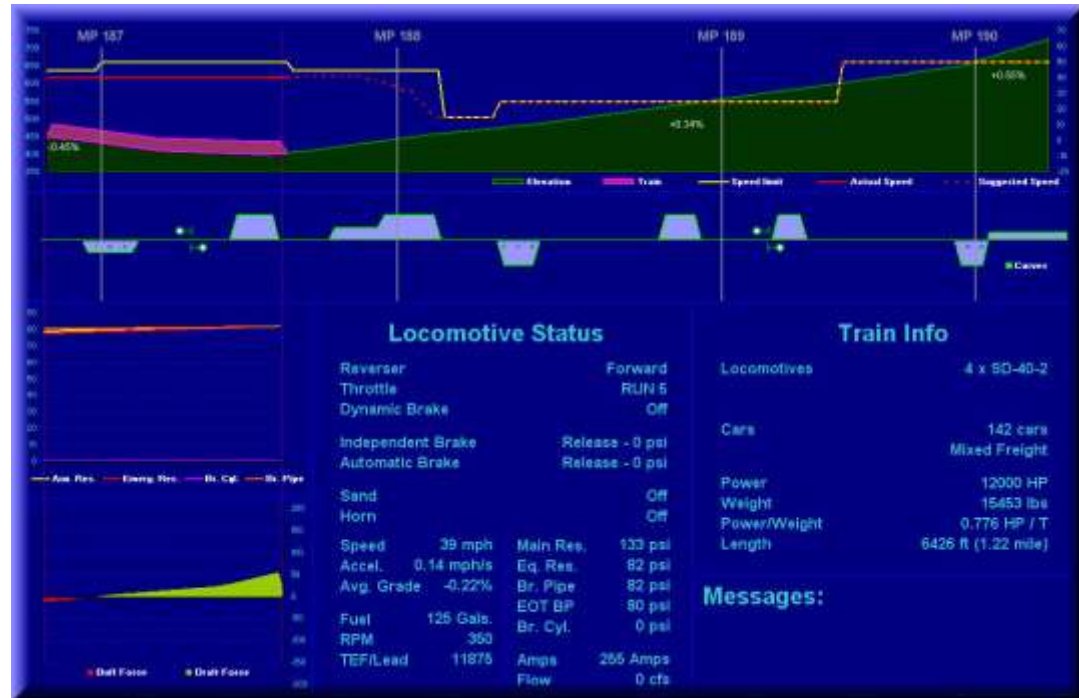 MP 187 MP 188 MP 189 MP 190
+0.55%
+0.34%
-0.45%
Elevation Train Speed limit Actual Speed Suggested Speed
Curves
Locomotive Status
Reverser Forward
Throttle RUN 5
Dynamic Brake Off
Independent Brake Release - 0 psi
Automatic Brake Release - 0 psi
Sand Off
Horn Off
Speed 39 mph Main Res. 133 psi
Accel. 0.14 mph/s Eq. Res. 82 psi
Avg. Grade -0.22% Br. Pipe 82 psi
EOT BP 80 psi
Fuel 125 Gals. Br. Cyl. 0 psi
RPM 350
TEF/Lead 11875 Amps 255 Amps
Flow 0 cfs
Train Info
Locomotives 4 x SD-40-2
Cars 142 cars
Mixed Freight
Power 12000 HP
Weight 15453 lbs
Power/Weight 0.776 HP / T
Length 6426 ft (1.22 mile)
Messages:
Aux. Res. Emerg. Res. Br. Cyl. Br. Pipe
Buff Force Draft Force